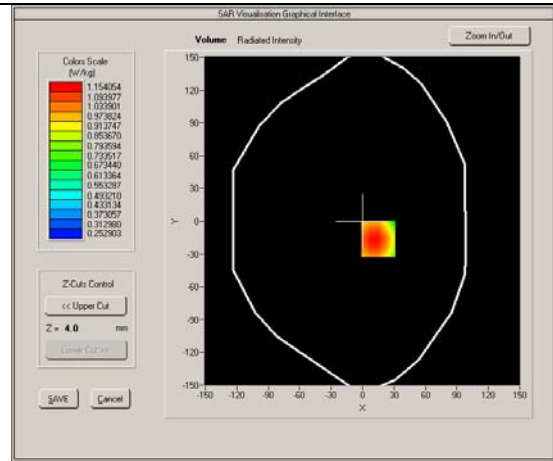 SAR Visualisation Graphical Interface
Volume Radiated Intensity
Zoom In/Out
Colors Scale
(W/kg)
1.154054
1.093977
1.033901
0.973824
0.913747
0.853670
0.793594
0.733517
0.673440
0.613364
0.553287
0.493210
0.433134
0.373057
0.312980
0.252903
Z-Cuts Control
<< Upper Cut
Z = 4.0 mm
Lower Cut >>
SAVE Cancel
150
120
90
60
30
0
-30
-60
-90
-120
-150
Y
-150 -120 -90 -60 -30 0 30 60 90 120 150
X